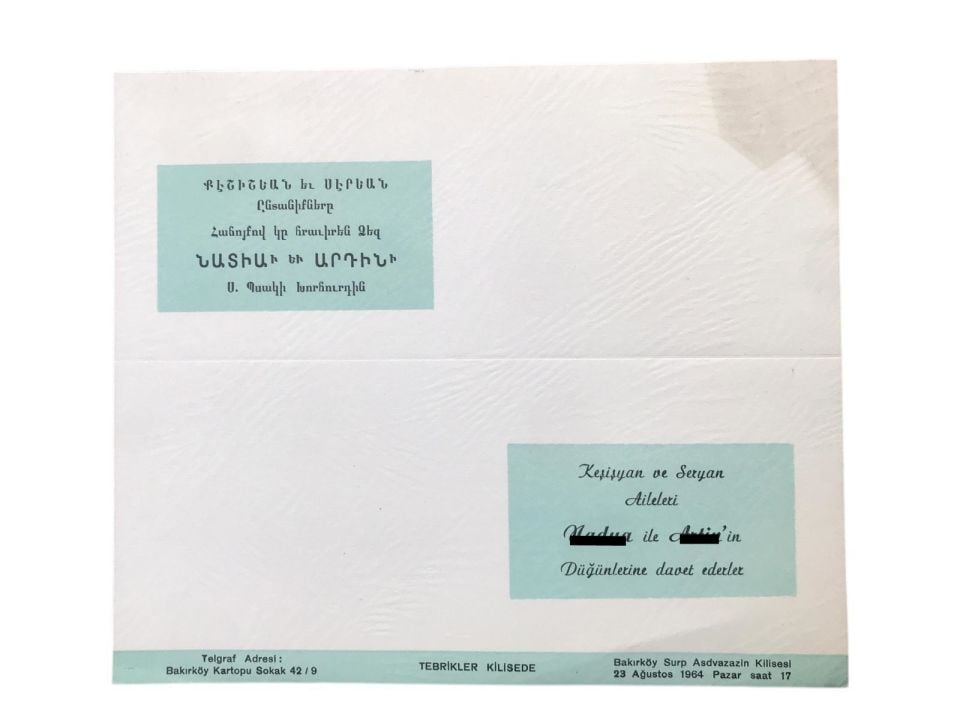 ՔԷՇԻՇԵԱՆ եւ ՍԷՐԵԱՆ
Ընտանիքները
Հաճոյքով կը հրաւիրեն Ձեզ
ՆԱՏԻԱԻ ԵՒ ԱՐԴԻՆԻ
Ս. Պսակի Խորհուրդին
Keşişyan ve Seryan
Aileleri
ile 'in
Düğünlerine davet ederler
Telgraf Adresi :
Bakırköy Kartopu Sokak 42 / 9
TEBRİKLER KİLİSEDE
Bakırköy Surp Asdvazazin Kilisesi
23 Ağustos 1964 Pazar saat 17